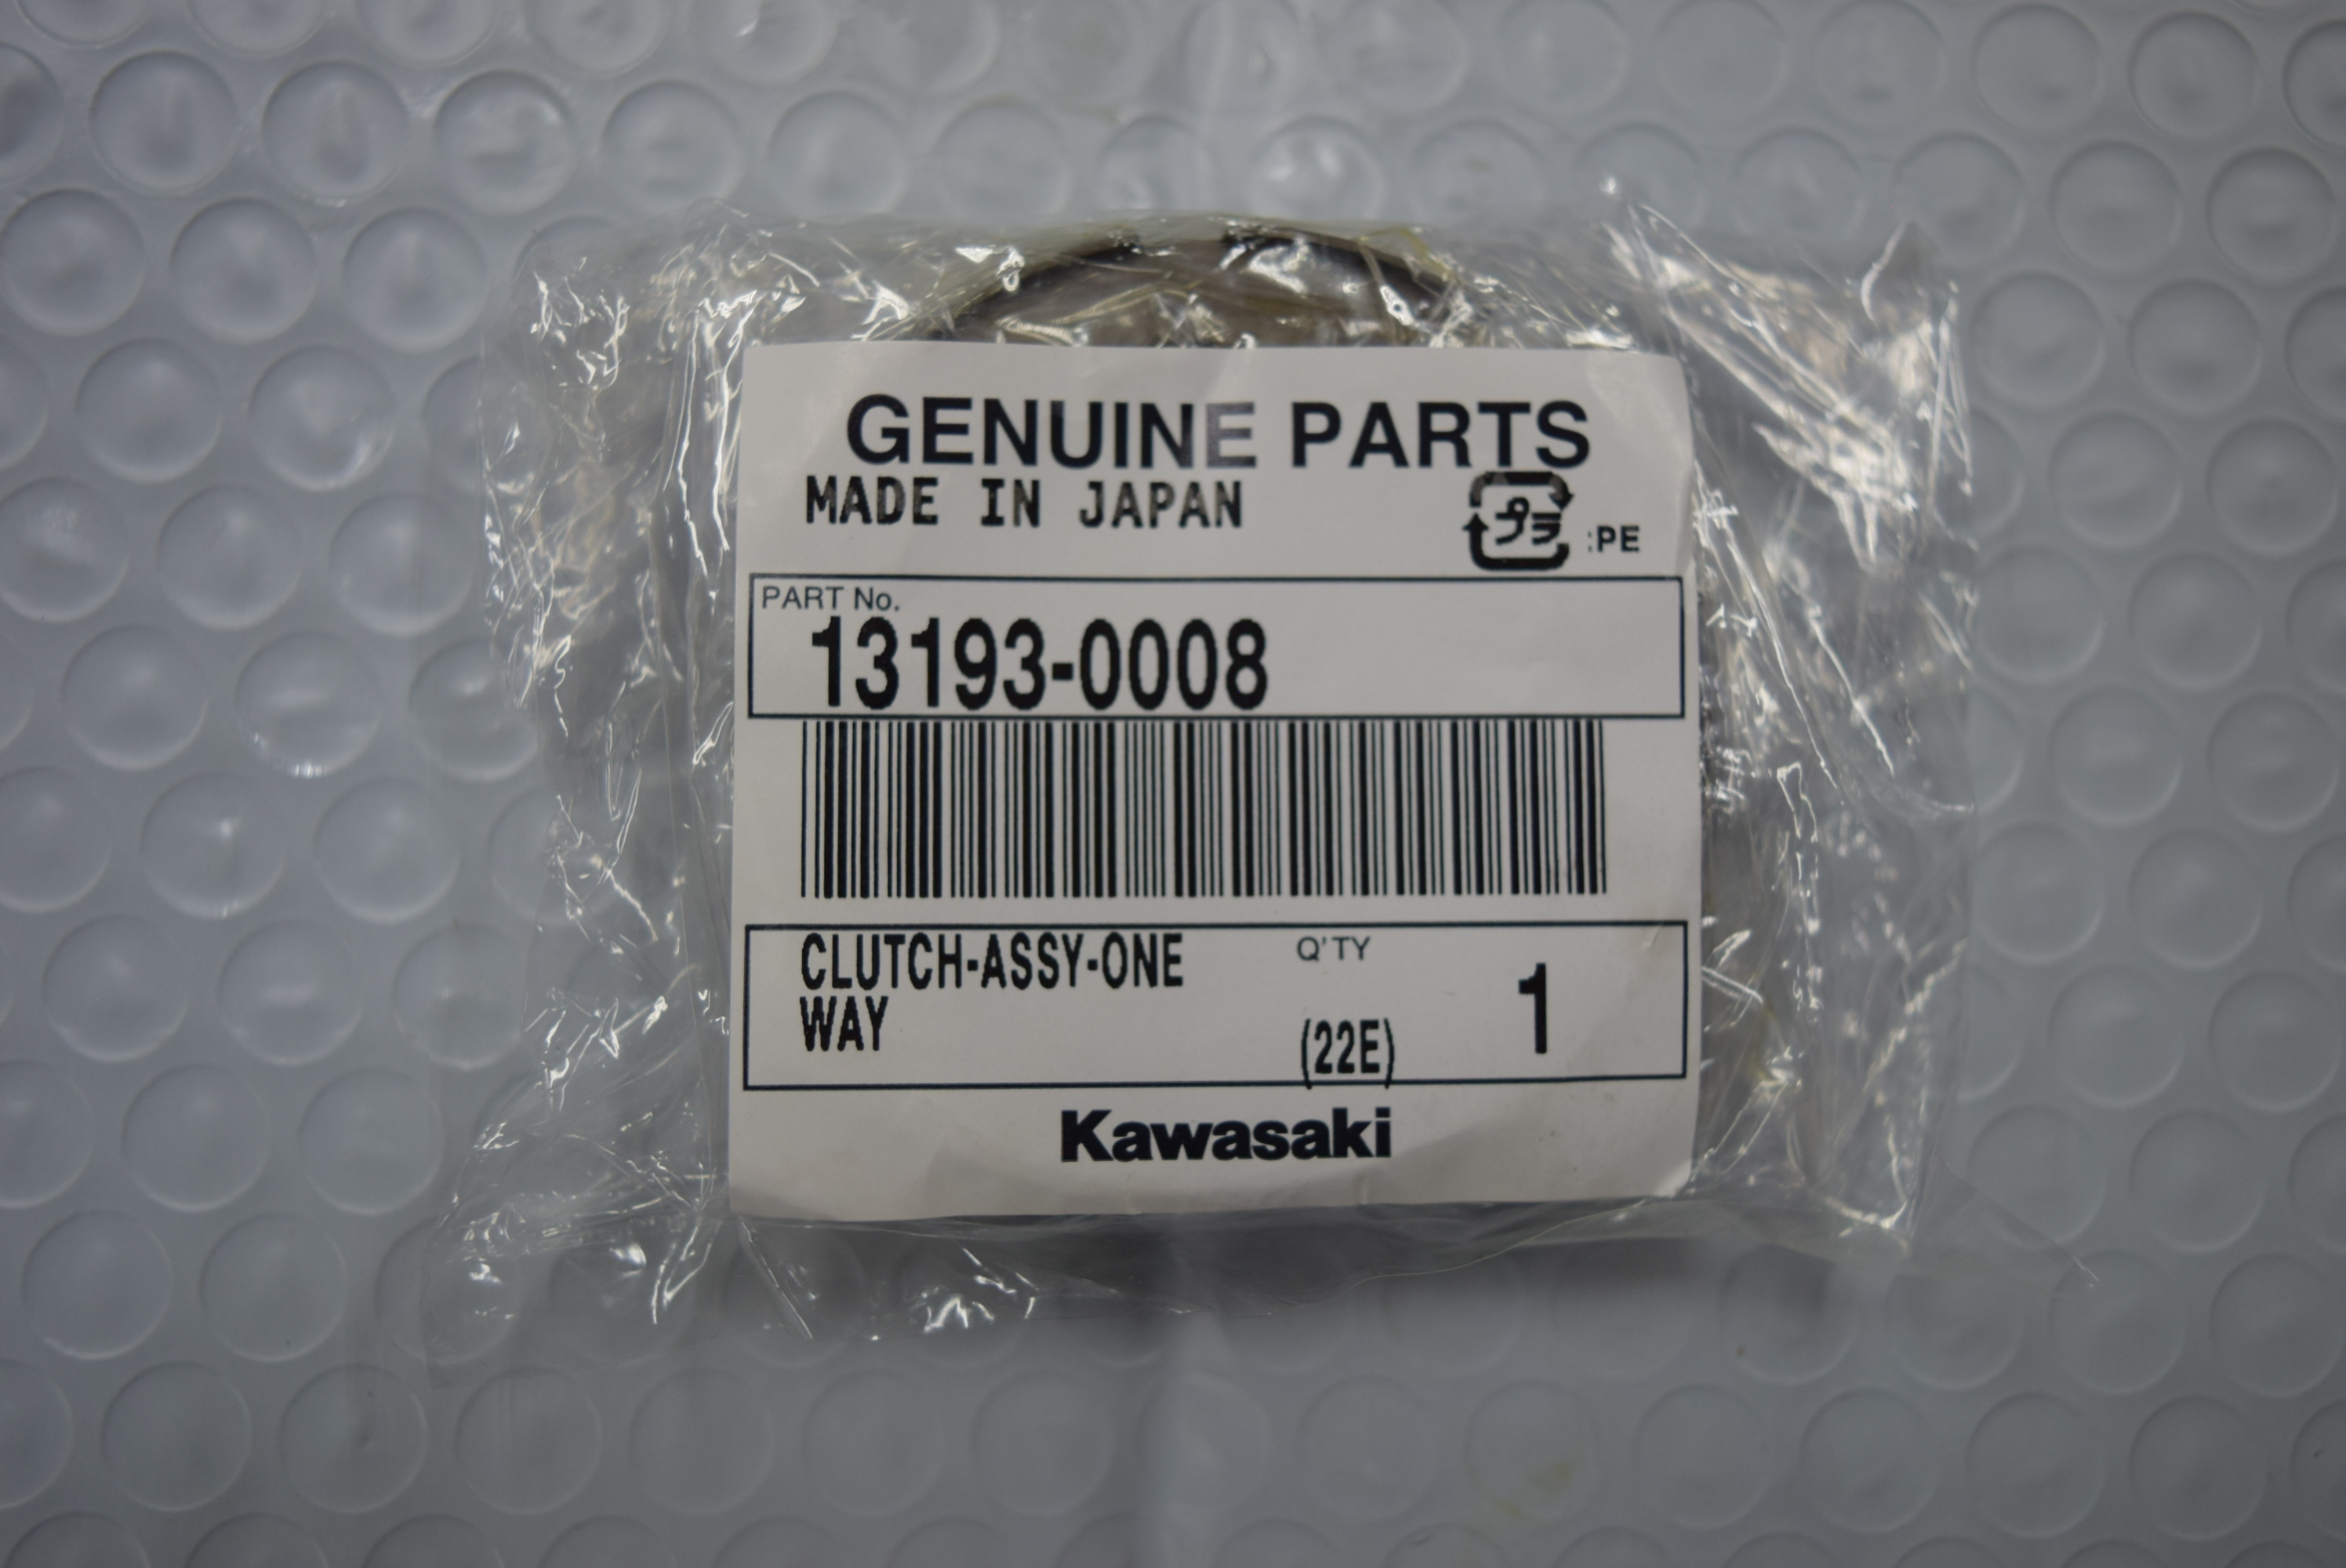 GENUINE PARTS
MADE IN JAPAN
プラ :PE
PART No.
13193-0008
CLUTCH-ASSY-ONE
WAY
Q'TY
(22E)
1
Kawasaki